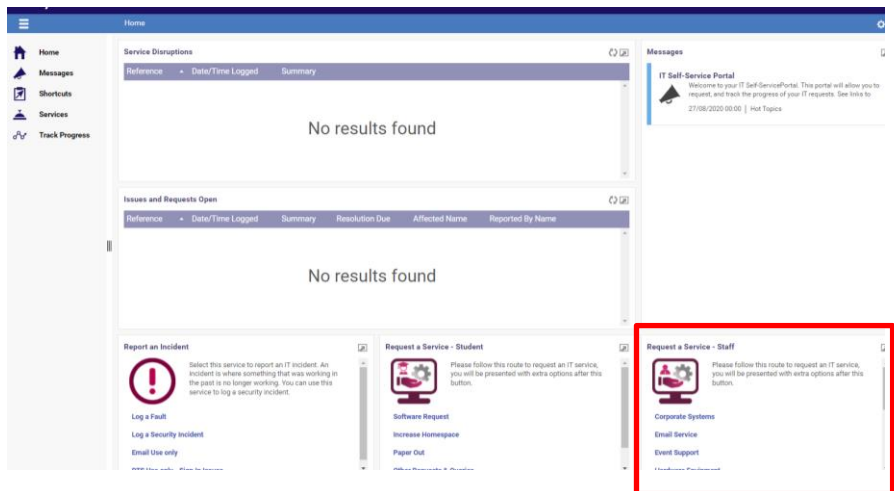 Home
Home
Messages
Shortcuts
Services
Track Progress
Service Disruptions
Reference Date/Time Logged Summary
No results found
Issues and Requests Open
Reference Date/Time Logged Summary Resolution Due Affected Name Reported By Name
No results found
Messages
IT Self-Service Portal
Welcome to your IT Self-ServicePortal. This portal will allow you to
request, and track the progress of your IT requests. See links to
27/08/2020 00:00 | Hot Topics
Report an Incident
Select this service to report an IT incident. An
incident is where something that was working in
the past is no longer working. You can use this
service to log a security incident.
Log a Fault
Log a Security Incident
Email Use only
Request a Service - Student
Please follow this route to request an IT service,
you will be presented with extra options after this
button.
Software Request
Increase Homespace
Paper Out
Other Requests & Queries
Request a Service - Staff
Please follow this route to request an IT service,
you will be presented with extra options after this
button.
Corporate Systems
Email Service
Event Support